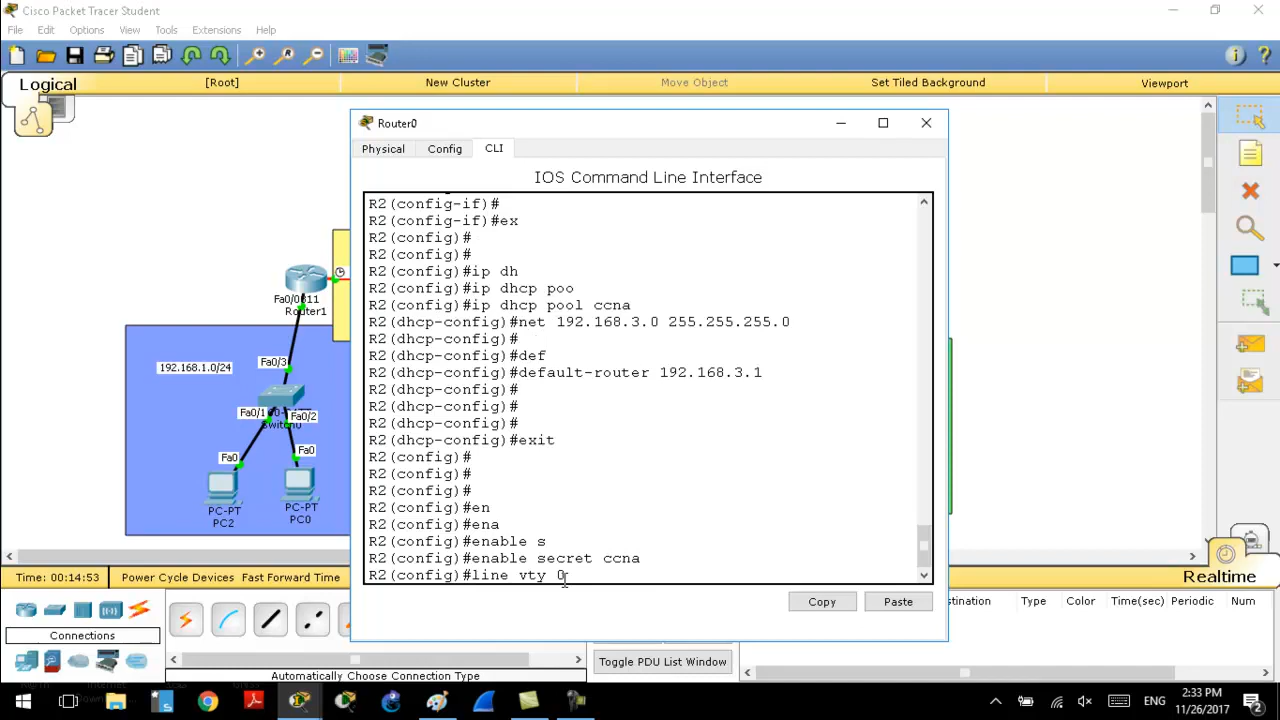 Cisco Packet Tracer Student
File Edit Options View Tools Extensions Help
Logical [Root] New Cluster Move Object Set Tiled Background Viewport
Router0
Physical Config CLI
IOS Command Line Interface
R2(config-if)#
R2(config-if)#ex
R2(config)#
R2(config)#
R2(config)#ip dh
R2(config)#ip dhcp poo
R2(config)#ip dhcp pool ccna
R2(dhcp-config)#net 192.168.3.0 255.255.255.0
R2(dhcp-config)#
R2(dhcp-config)#def
R2(dhcp-config)#default-router 192.168.3.1
R2(dhcp-config)#
R2(dhcp-config)#
R2(dhcp-config)#
R2(dhcp-config)#exit
R2(config)#
R2(config)#
R2(config)#
R2(config)#en
R2(config)#ena
R2(config)#enable s
R2(config)#enable secret ccna
R2(config)#line vty 0
Copy Paste
Fa0/0
811
Router1
192.168.1.0/24
Fa0/3
Fa0/1
Fa0/2
Switch0
Fa0
Fa0
PC-PT
PC2
PC-PT
PC0
Time: 00:14:53 Power Cycle Devices Fast Forward Time Realtime
Connections
Automatically Choose Connection Type
Toggle PDU List Window
stination Type Color Time(sec) Periodic Num
ENG
2:33 PM
11/26/2017
2